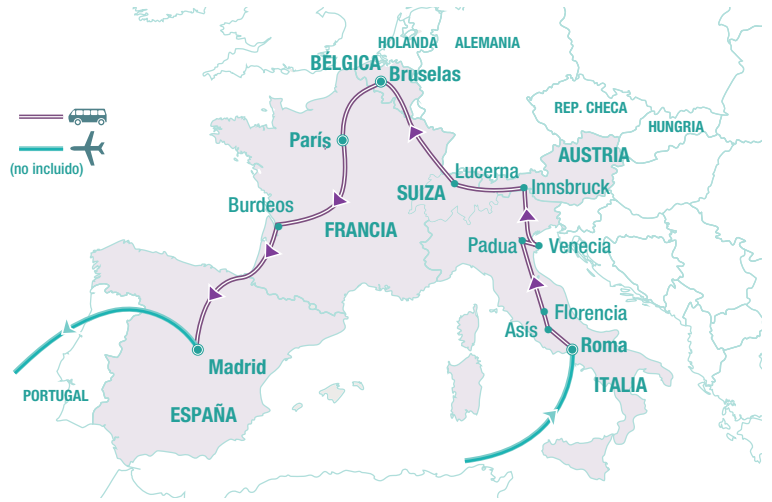 HOLANDA
ALEMANIA
BÉLGICA
Bruselas
REP. CHECA
HUNGRIA
París
AUSTRIA
(no incluido)
Lucerna
SUIZA
Innsbruck
Burdeos
FRANCIA
Padua
Venecia
Florencia
Asís
Roma
Madrid
PORTUGAL
ITALIA
ESPAÑA